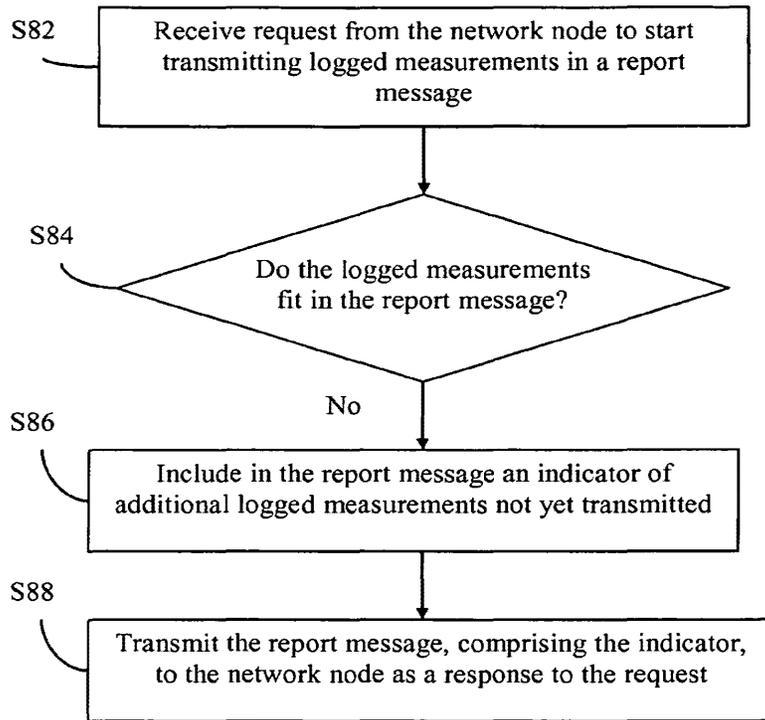 S82
Receive request from the network node to start
transmitting logged measurements in a report
message
S84
Do the logged measurements
fit in the report message?
No
S86
Include in the report message an indicator of
additional logged measurements not yet transmitted
S88
Transmit the report message, comprising the indicator,
to the network node as a response to the request